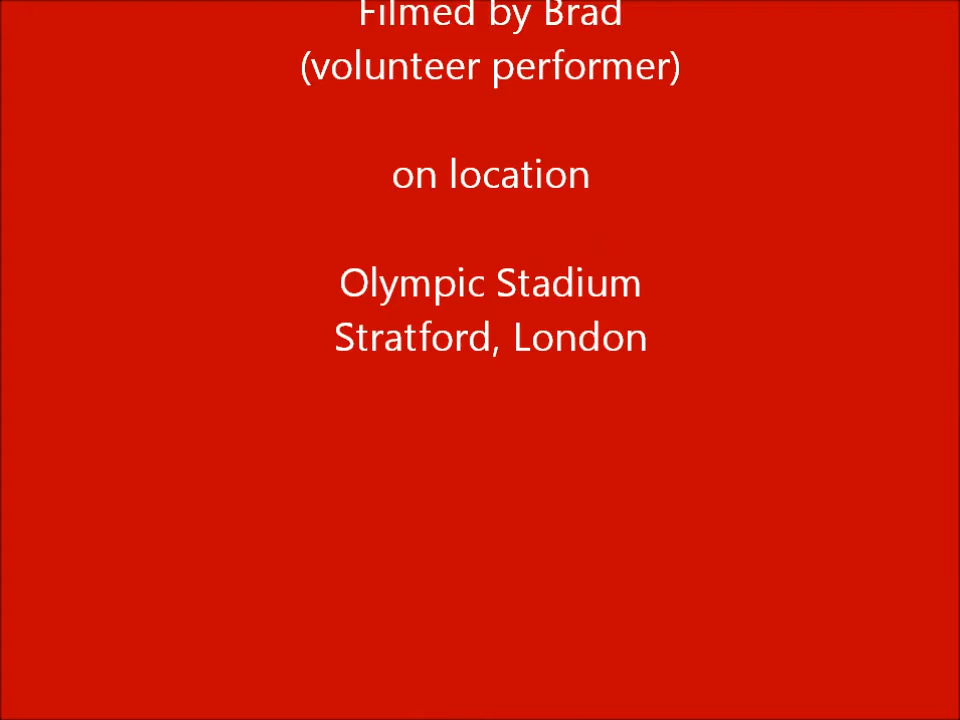 Filmed by Brad
(volunteer performer)
on location
Olympic Stadium
Stratford, London